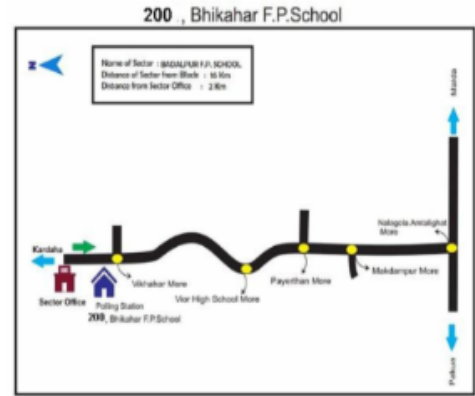 200 , Bhikahar F.P.School
N
Name of Sector : BADALPUR F.P. SCHOOL
Distance of Sector from Block : 16 Km
Distance from Sector Office : 2 Km
Manda
Nalagola Amtalighat
More
Kardaha
Vikhahar More
Payerthan More
Makdampur More
Sector Office
Polling Station
Vior High School More
200, Bhikahar F.P.School